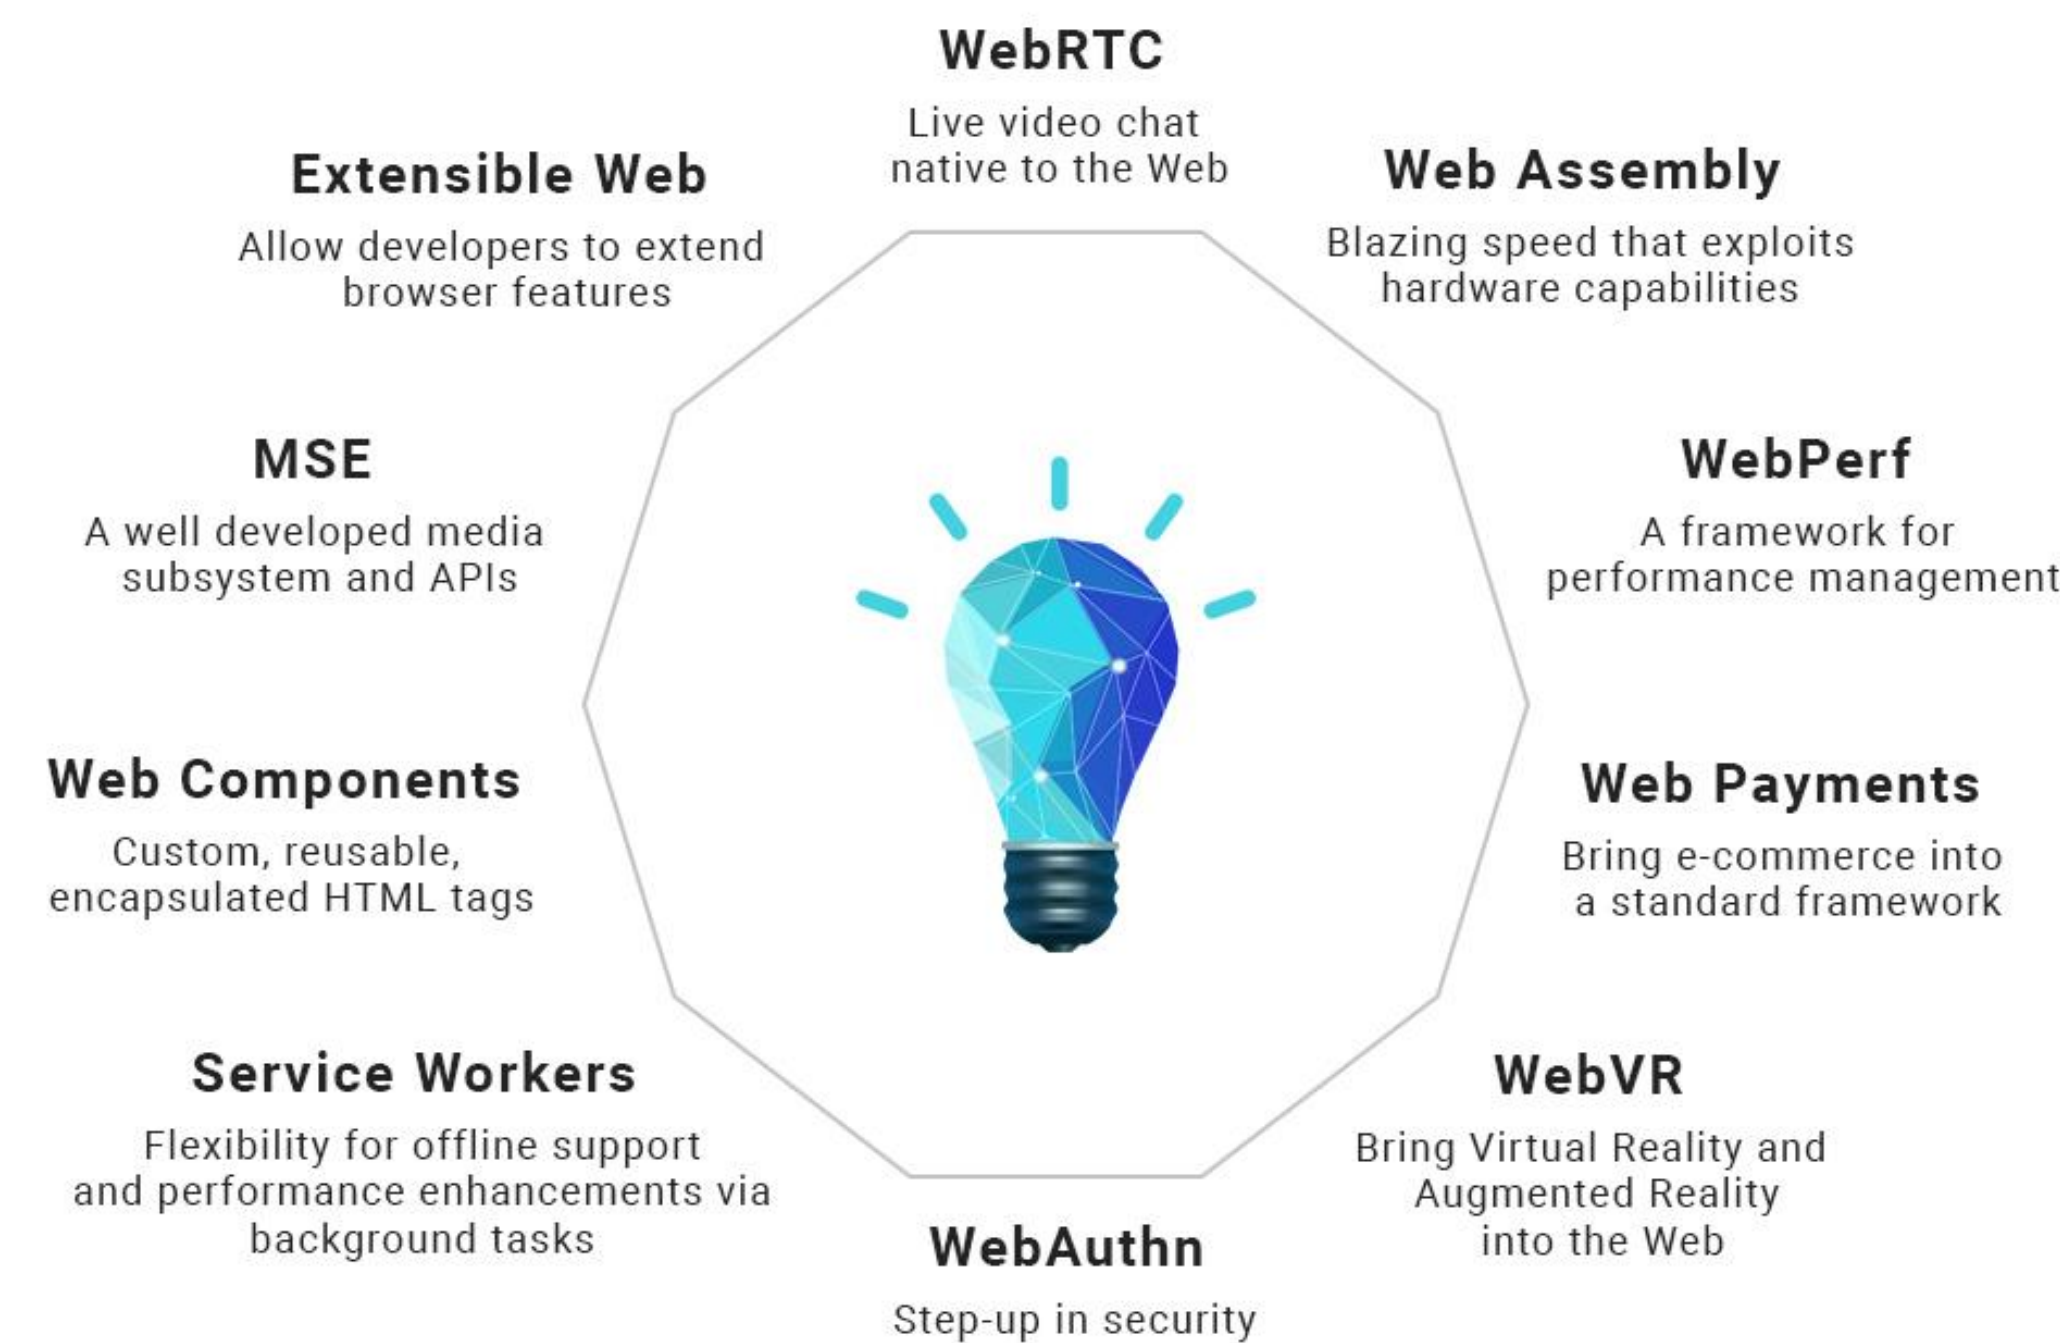 WebRTC
Live video chat
native to the Web
Web Assembly
Blazing speed that exploits
hardware capabilities
WebPerf
A framework for
performance management
Web Payments
Bring e-commerce into
a standard framework
WebVR
Bring Virtual Reality and
Augmented Reality
into the Web
WebAuthn
Step-up in security
Service Workers
Flexibility for offline support
and performance enhancements via
background tasks
Web Components
Custom, reusable,
encapsulated HTML tags
MSE
A well developed media
subsystem and APIs
Extensible Web
Allow developers to extend
browser features